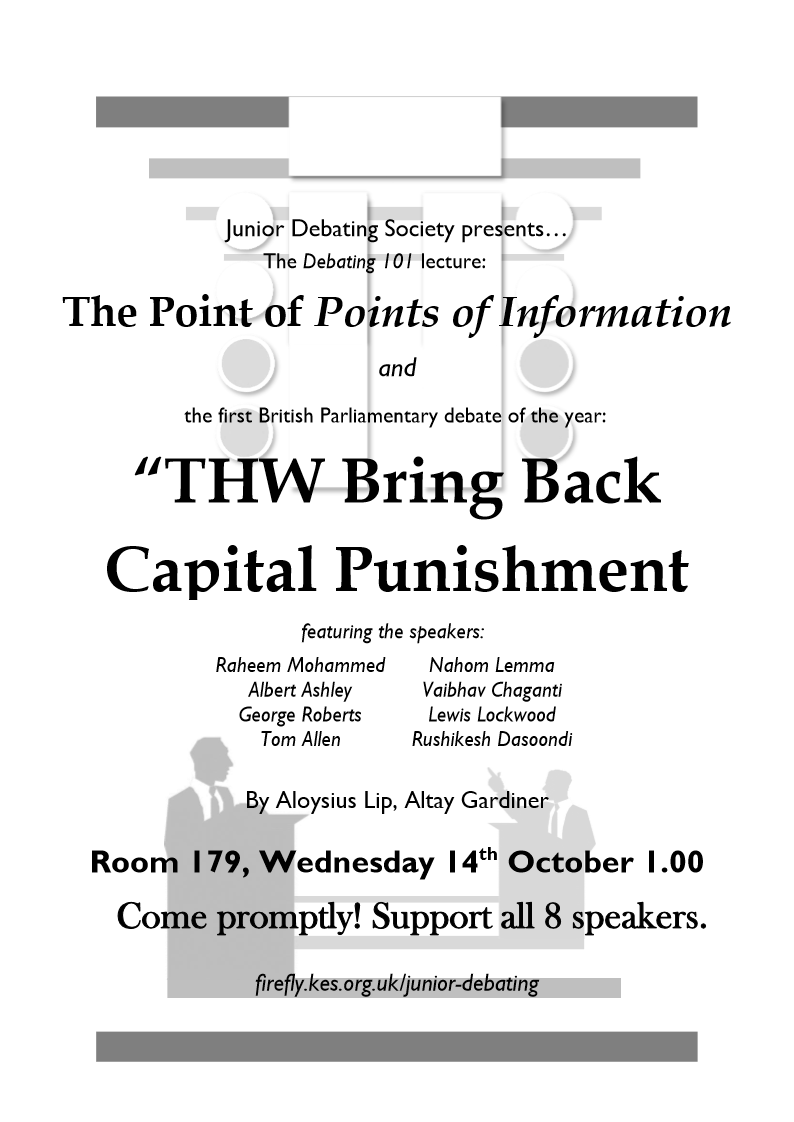 Junior Debating Society presents…
The Debating 101 lecture:
The Point of Points of Information
and
the first British Parliamentary debate of the year:
“THW Bring Back
Capital Punishment
featuring the speakers:
Raheem Mohammed Nahom Lemma
Albert Ashley Vaibhav Chaganti
George Roberts Lewis Lockwood
Tom Allen Rushikesh Dasoondi
By Aloysius Lip, Altay Gardiner
Room 179, Wednesday 14th October 1.00
Come promptly! Support all 8 speakers.
firefly.kes.org.uk/junior-debating